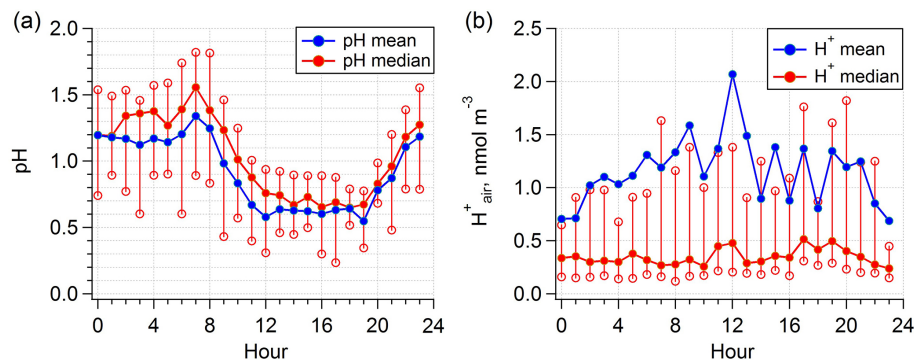 (a)
2.0
1.5
1.0
0.5
0.0
pH
pH mean
pH median
0 4 8 12 16 20 24
Hour
(b)
2.5
2.0
1.5
1.0
0.5
0.0
H⁺air, nmol m⁻³
H⁺ mean
H⁺ median
0 4 8 12 16 20 24
Hour